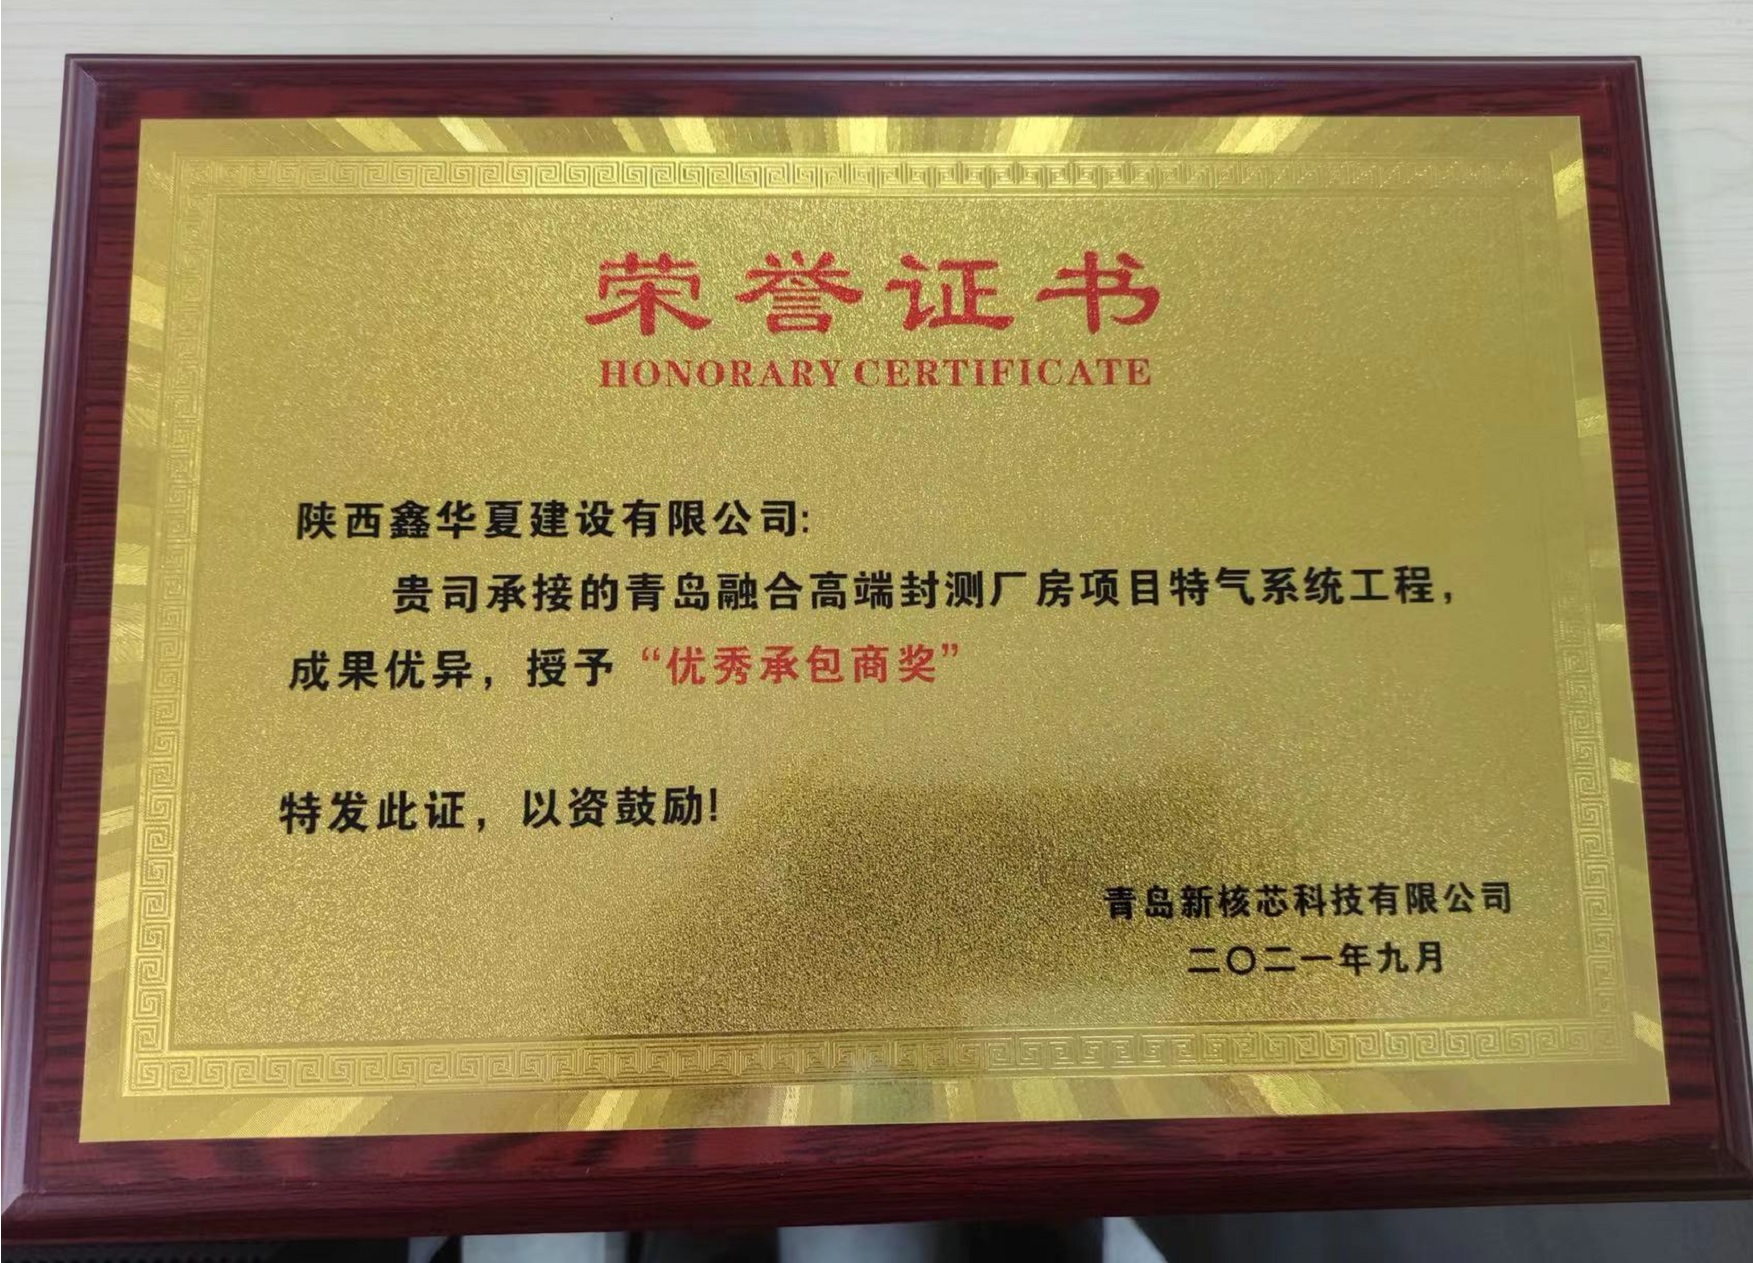 荣誉证书
HONORARY CERTIFICATE
陕西鑫华夏建设有限公司:
贵司承接的青岛融合高端封测厂房项目特气系统工程，
成果优异，授予“优秀承包商奖”
特发此证，以资鼓励!
青岛新核芯科技有限公司
二〇二一年九月